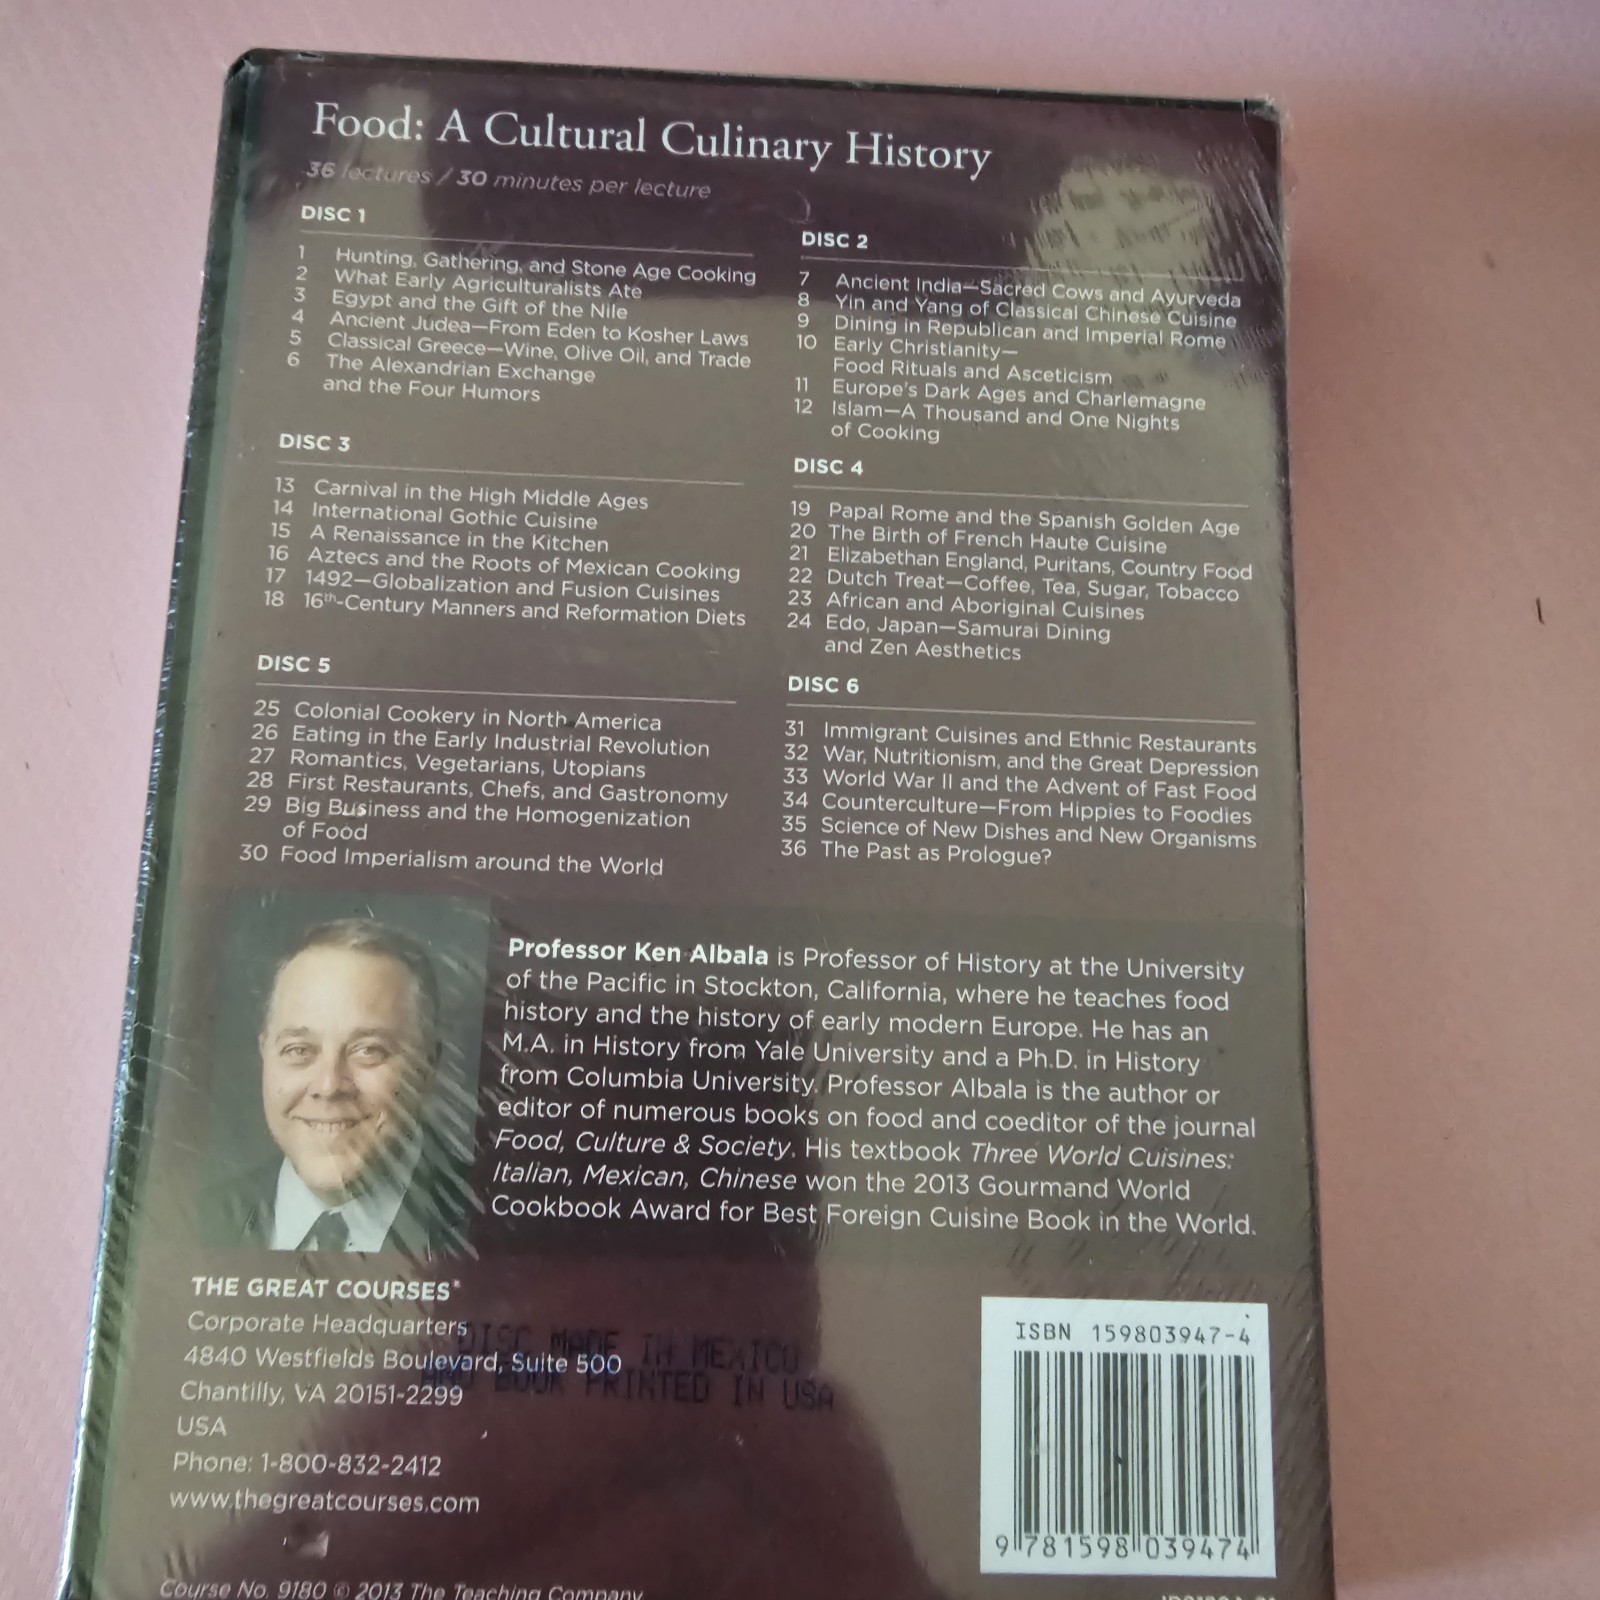 Food: A Cultural Culinary History
36 lectures / 30 minutes per lecture
DISC 1
1 Hunting, Gathering, and Stone Age Cooking
2 What Early Agriculturalists Ate
3 Egypt and the Gift of the Nile
4 Ancient Judea—From Eden to Kosher Laws
5 Classical Greece—Wine, Olive Oil, and Trade
6 The Alexandrian Exchange
and the Four Humors
DISC 2
7 Ancient India—Sacred Cows and Ayurveda
8 Yin and Yang of Classical Chinese Cuisine
9 Dining in Republican and Imperial Rome
10 Early Christianity—
Food Rituals and Asceticism
11 Europe's Dark Ages and Charlemagne
12 Islam—A Thousand and One Nights
of Cooking
DISC 3
13 Carnival in the High Middle Ages
14 International Gothic Cuisine
15 A Renaissance in the Kitchen
16 Aztecs and the Roots of Mexican Cooking
17 1492—Globalization and Fusion Cuisines
18 16th-Century Manners and Reformation Diets
DISC 4
19 Papal Rome and the Spanish Golden Age
20 The Birth of French Haute Cuisine
21 Elizabethan England, Puritans, Country Food
22 Dutch Treat—Coffee, Tea, Sugar, Tobacco
23 African and Aboriginal Cuisines
24 Edo, Japan—Samurai Dining
and Zen Aesthetics
DISC 5
25 Colonial Cookery in North America
26 Eating in the Early Industrial Revolution
27 Romantics, Vegetarians, Utopians
28 First Restaurants, Chefs, and Gastronomy
29 Big Business and the Homogenization
of Food
30 Food Imperialism around the World
DISC 6
31 Immigrant Cuisines and Ethnic Restaurants
32 War, Nutritionism, and the Great Depression
33 World War II and the Advent of Fast Food
34 Counterculture—From Hippies to Foodies
35 Science of New Dishes and New Organisms
36 The Past as Prologue?
Professor Ken Albala is Professor of History at the University
of the Pacific in Stockton, California, where he teaches food
history and the history of early modern Europe. He has an
M.A. in History from Yale University and a Ph.D. in History
from Columbia University. Professor Albala is the author or
editor of numerous books on food and coeditor of the journal
Food, Culture & Society. His textbook Three World Cuisines:
Italian, Mexican, Chinese won the 2013 Gourmand World
Cookbook Award for Best Foreign Cuisine Book in the World.
THE GREAT COURSES®
Corporate Headquarters
4840 Westfields Boulevard, Suite 500
Chantilly, VA 20151-2299
USA
Phone: 1-800-832-2412
www.thegreatcourses.com
Course No. 9180 © 2013 The Teaching Company
DISC MADE IN MEXICO
AND BOOK PRINTED IN USA
ISBN 159803947-4
9 781598 039474